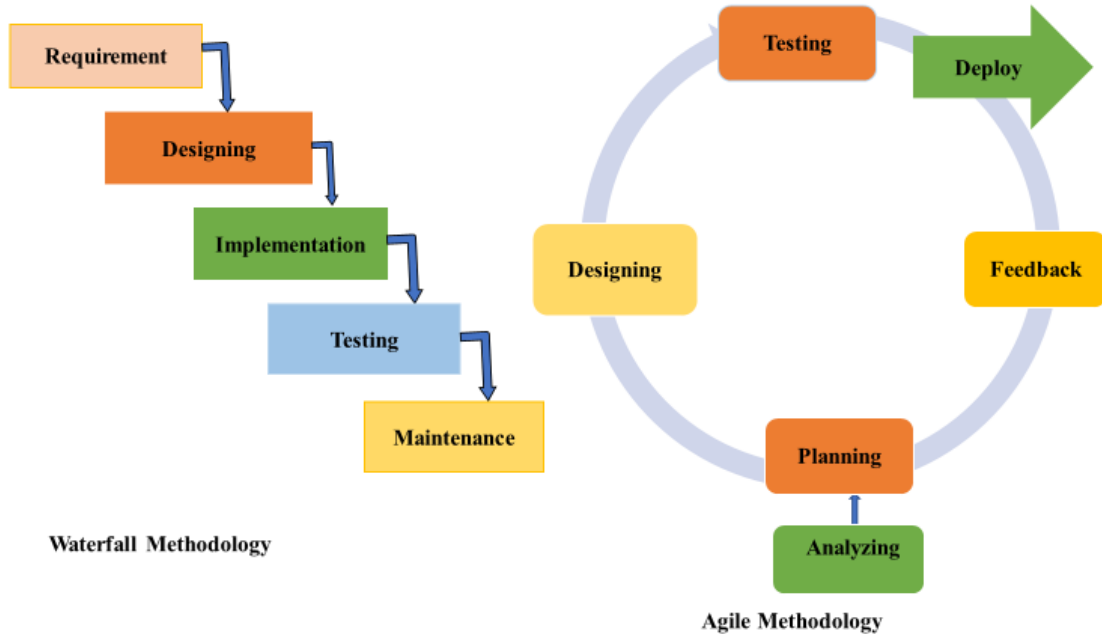 Requirement
Designing
Implementation
Testing
Maintenance
Waterfall Methodology
Testing
Deploy
Designing
Feedback
Planning
Analyzing
Agile Methodology